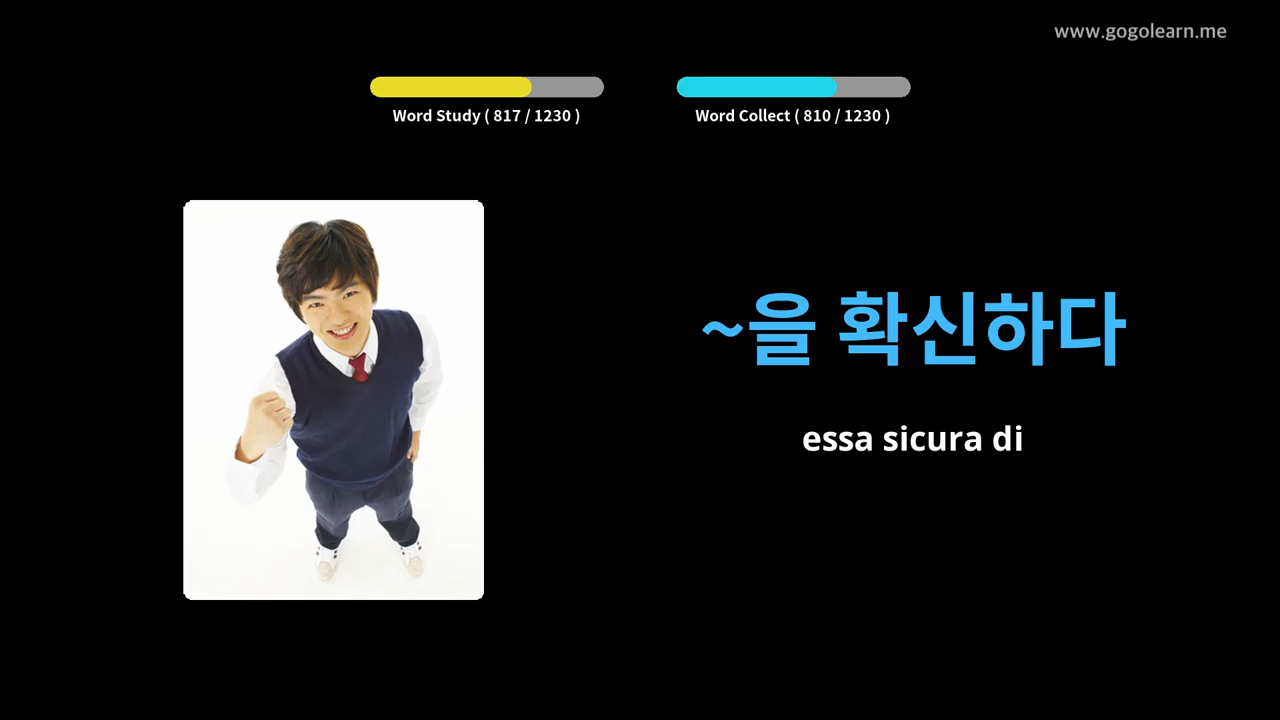 www.gogolearn.me
Word Study ( 817 / 1230 )
Word Collect ( 810 / 1230 )
~을 확신하다
essa sicura di